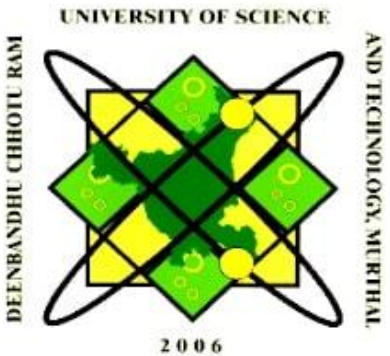 DEENBANDHU CHHOTU RAM
UNIVERSITY OF SCIENCE
AND TECHNOLOGY, MURTHAL
2006